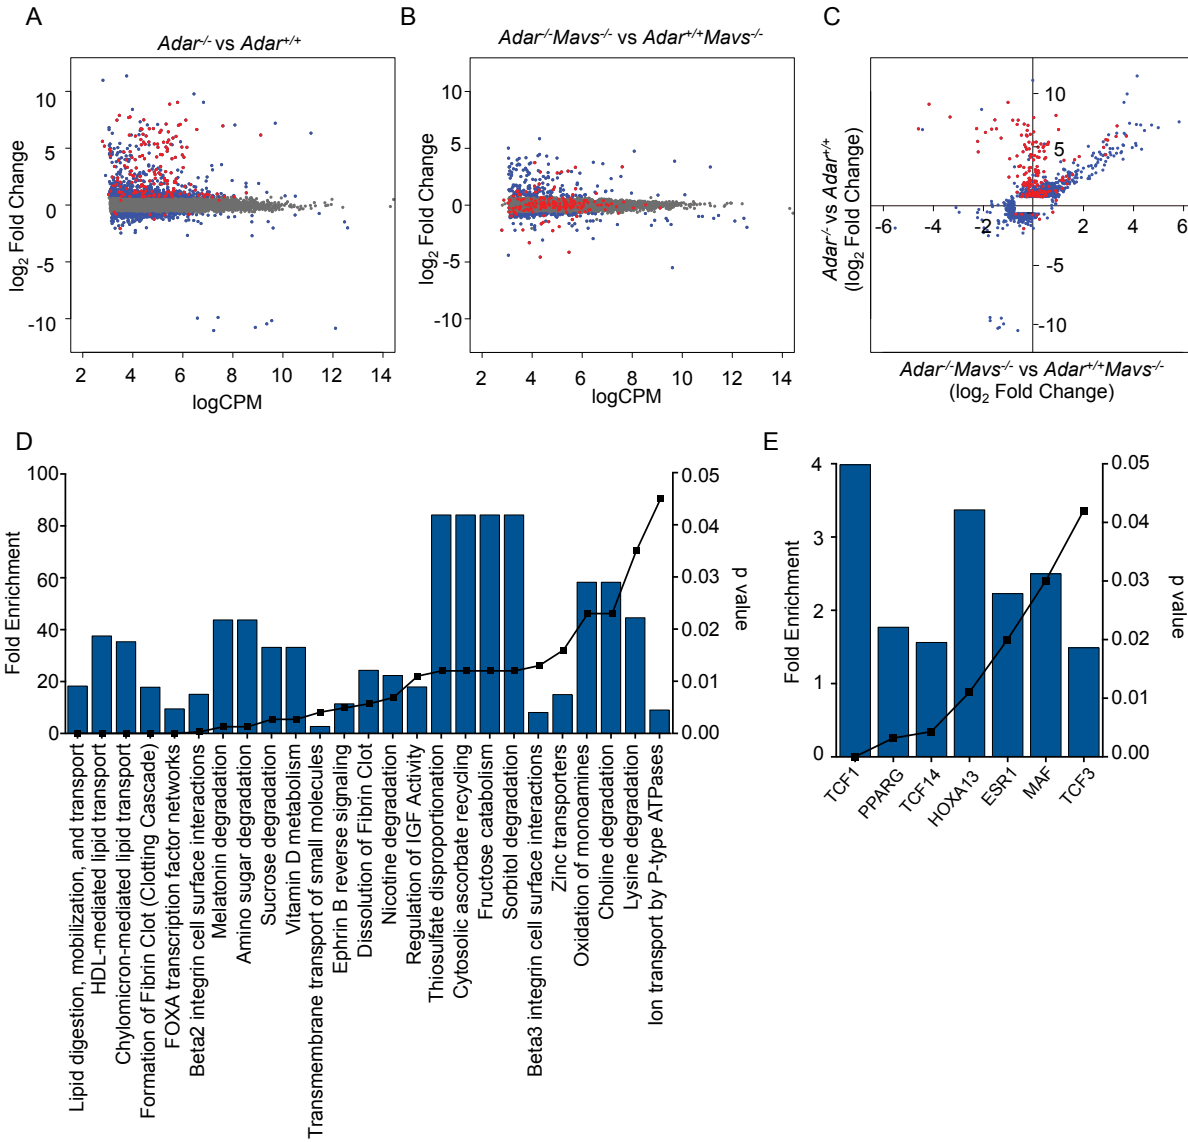 A
B
C
Adar-/- vs Adar+/+
Adar-/-Mavs-/- vs Adar+/+Mavs-/-
log2 Fold Change
10
5
0
-5
-10
2 4 6 8 10 12 14
logCPM
log2 Fold Change
10
5
0
-5
-10
2 4 6 8 10 12 14
logCPM
Adar-/- vs Adar+/+
(log2 Fold Change)
10
5
-5
-10
-6 -4 -2 2 4 6
Adar-/-Mavs-/- vs Adar+/+Mavs-/-
(log2 Fold Change)
D
Fold Enrichment
100
80
60
40
20
0
0.05
0.04
0.03
0.02
0.01
0.00
p value
Lipid digestion, mobilization, and transport
HDL-mediated lipid transport
Chylomicron-mediated lipid transport
Formation of Fibrin Clot (Clotting Cascade)
FOXA transcription factor networks
Beta2 integrin cell surface interactions
Melatonin degradation
Amino sugar degradation
Sucrose degradation
Vitamin D metabolism
Transmembrane transport of small molecules
Ephrin B reverse signaling
Dissolution of Fibrin Clot
Nicotine degradation
Regulation of IGF Activity
Thiosulfate disproportionation
Cytosolic ascorbate recycling
Fructose catabolism
Sorbitol degradation
Beta3 integrin cell surface interactions
Zinc transporters
Oxidation of monoamines
Choline degradation
Lysine degradation
Ion transport by P-type ATPases
E
Fold Enrichment
4
3
2
1
0
0.05
0.04
0.03
0.02
0.01
0.00
p value
TCF1
PPARG
TCF14
HOXA13
ESR1
MAF
TCF3